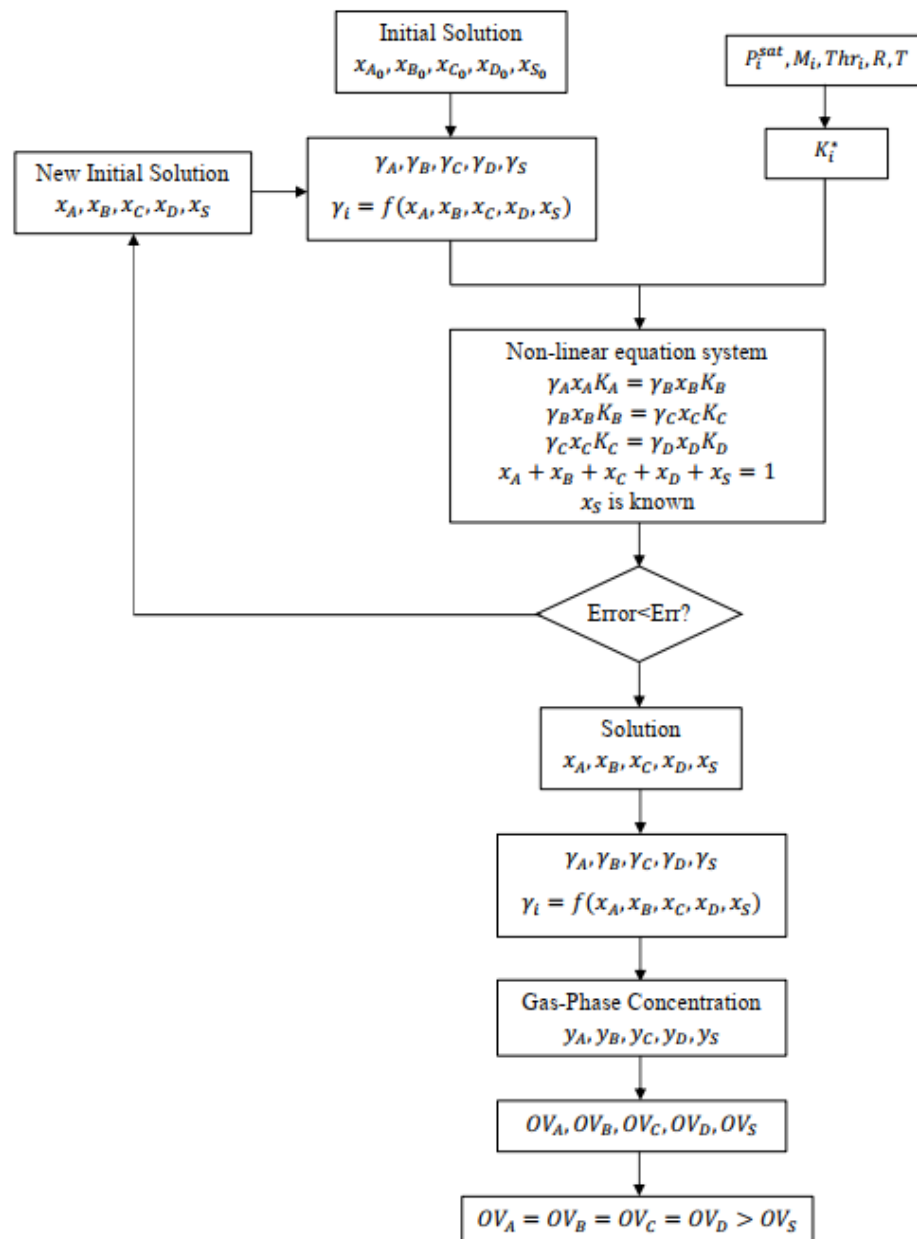 Initial Solution
x_{A_0}, x_{B_0}, x_{C_0}, x_{D_0}, x_{S_0}
P_i^{sat}, M_i, Thr_i, R, T
K_i^*
New Initial Solution
x_A, x_B, x_C, x_D, x_S
γ_A, γ_B, γ_C, γ_D, γ_S
γ_i = f(x_A, x_B, x_C, x_D, x_S)
Non-linear equation system
γ_A x_A K_A = γ_B x_B K_B
γ_B x_B K_B = γ_C x_C K_C
γ_C x_C K_C = γ_D x_D K_D
x_A + x_B + x_C + x_D + x_S = 1
x_S is known
Error<Err?
Solution
x_A, x_B, x_C, x_D, x_S
γ_A, γ_B, γ_C, γ_D, γ_S
γ_i = f(x_A, x_B, x_C, x_D, x_S)
Gas-Phase Concentration
y_A, y_B, y_C, y_D, y_S
OV_A, OV_B, OV_C, OV_D, OV_S
OV_A = OV_B = OV_C = OV_D > OV_S